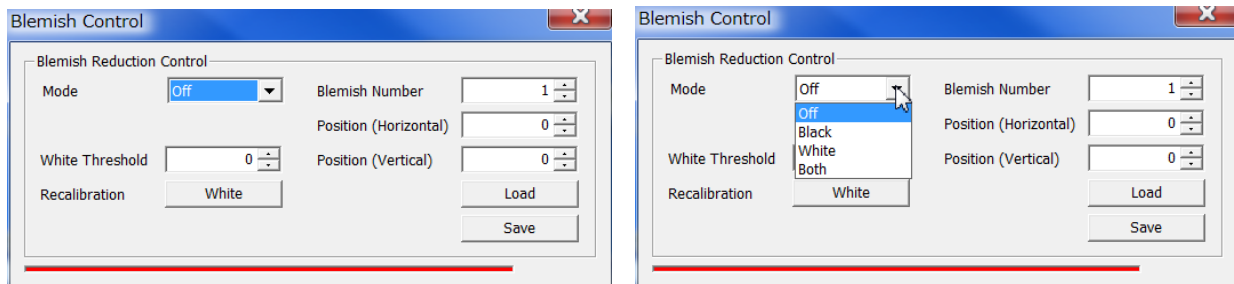 Blemish Control
Blemish Reduction Control
Mode Off Blemish Number 1
Position (Horizontal) 0
White Threshold 0 Position (Vertical) 0
Recalibration White Load
Save
Blemish Control
Blemish Reduction Control
Mode Off Blemish Number 1
Off
Black
White
Both
Position (Horizontal) 0
White Threshold Position (Vertical) 0
Recalibration White Load
Save